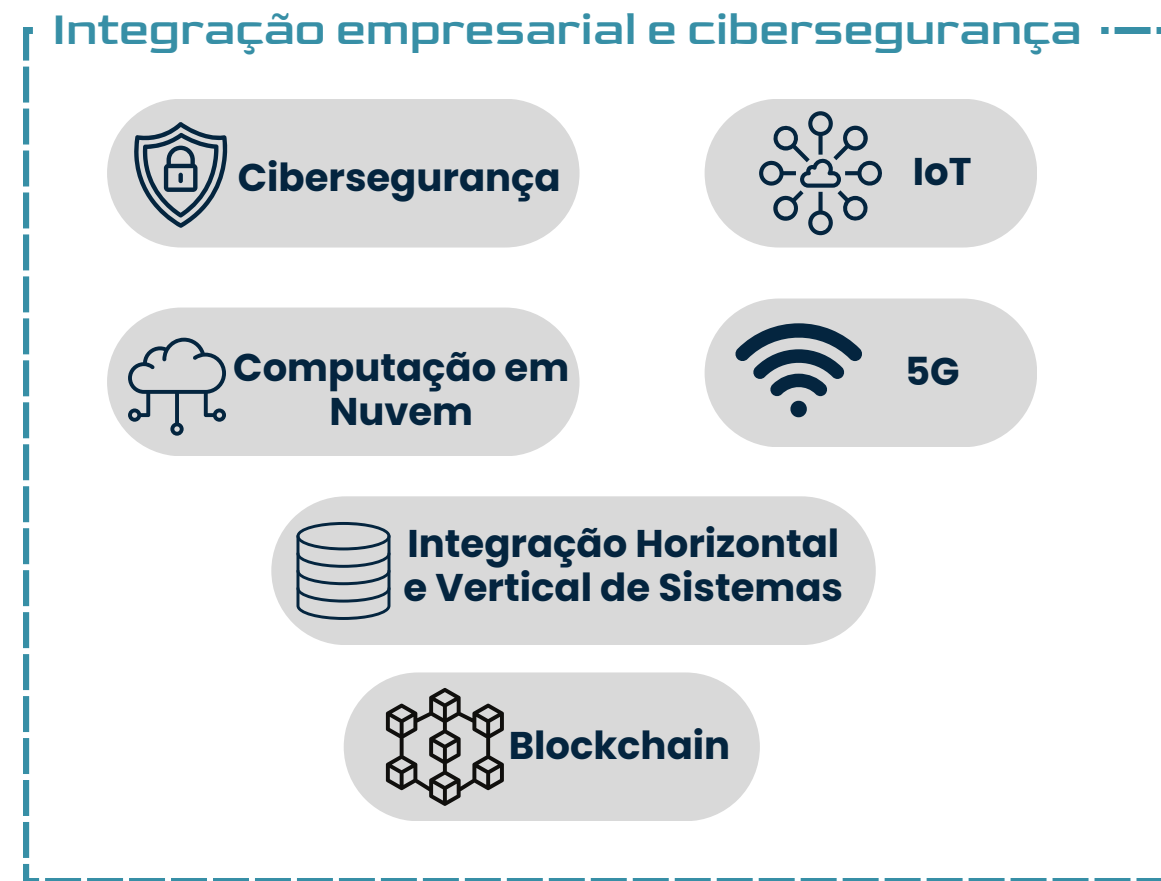 Integração empresarial e cibersegurança
Cibersegurança
IoT
Computação em
Nuvem
5G
Integração Horizontal
e Vertical de Sistemas
Blockchain